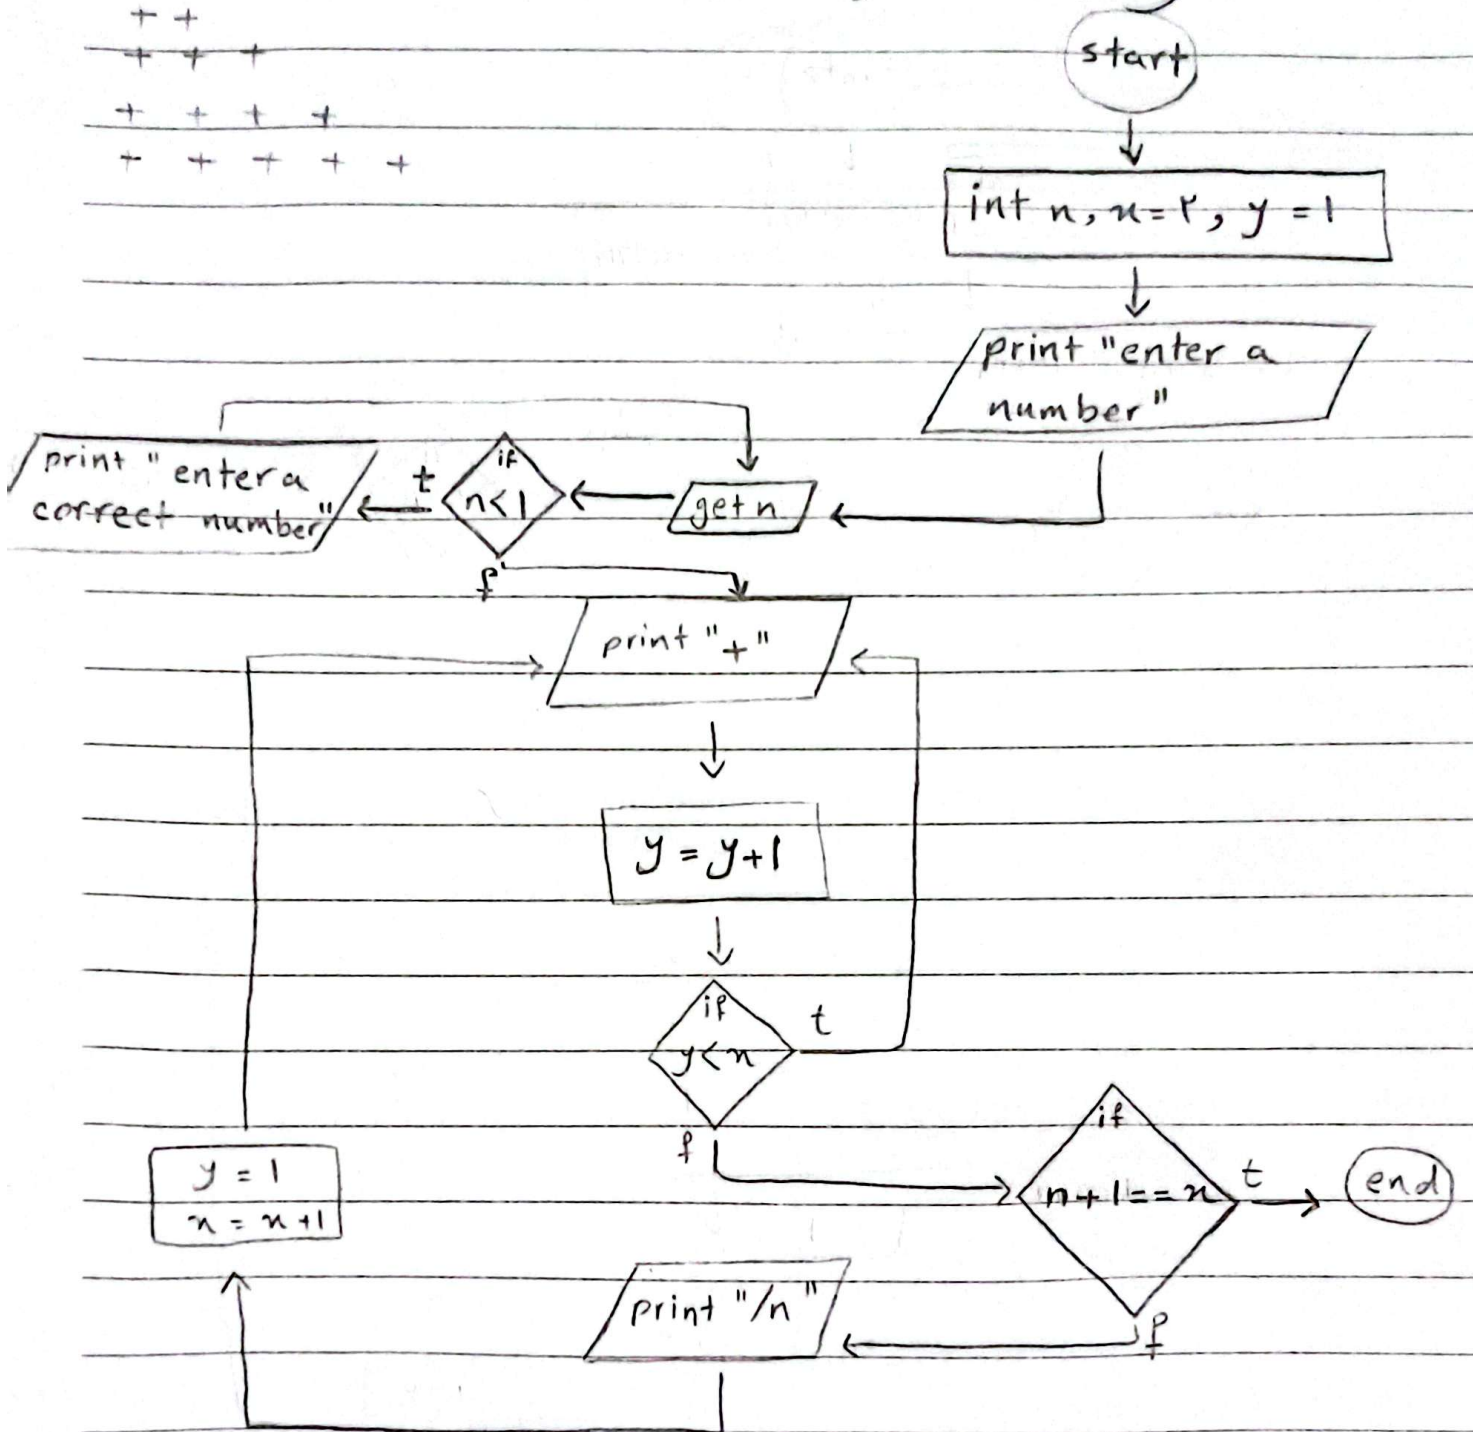 + +
+ + +
+ + + +
+ + + + +
start
int n, x=۲, y = 1
print "enter a
number"
get n
if
n<1
t
print "enter a
correct number"
f
print "+"
y = y+1
if
y<x
t
f
if
n+1==x
t
end
f
print "/n"
y = 1
x = x+1